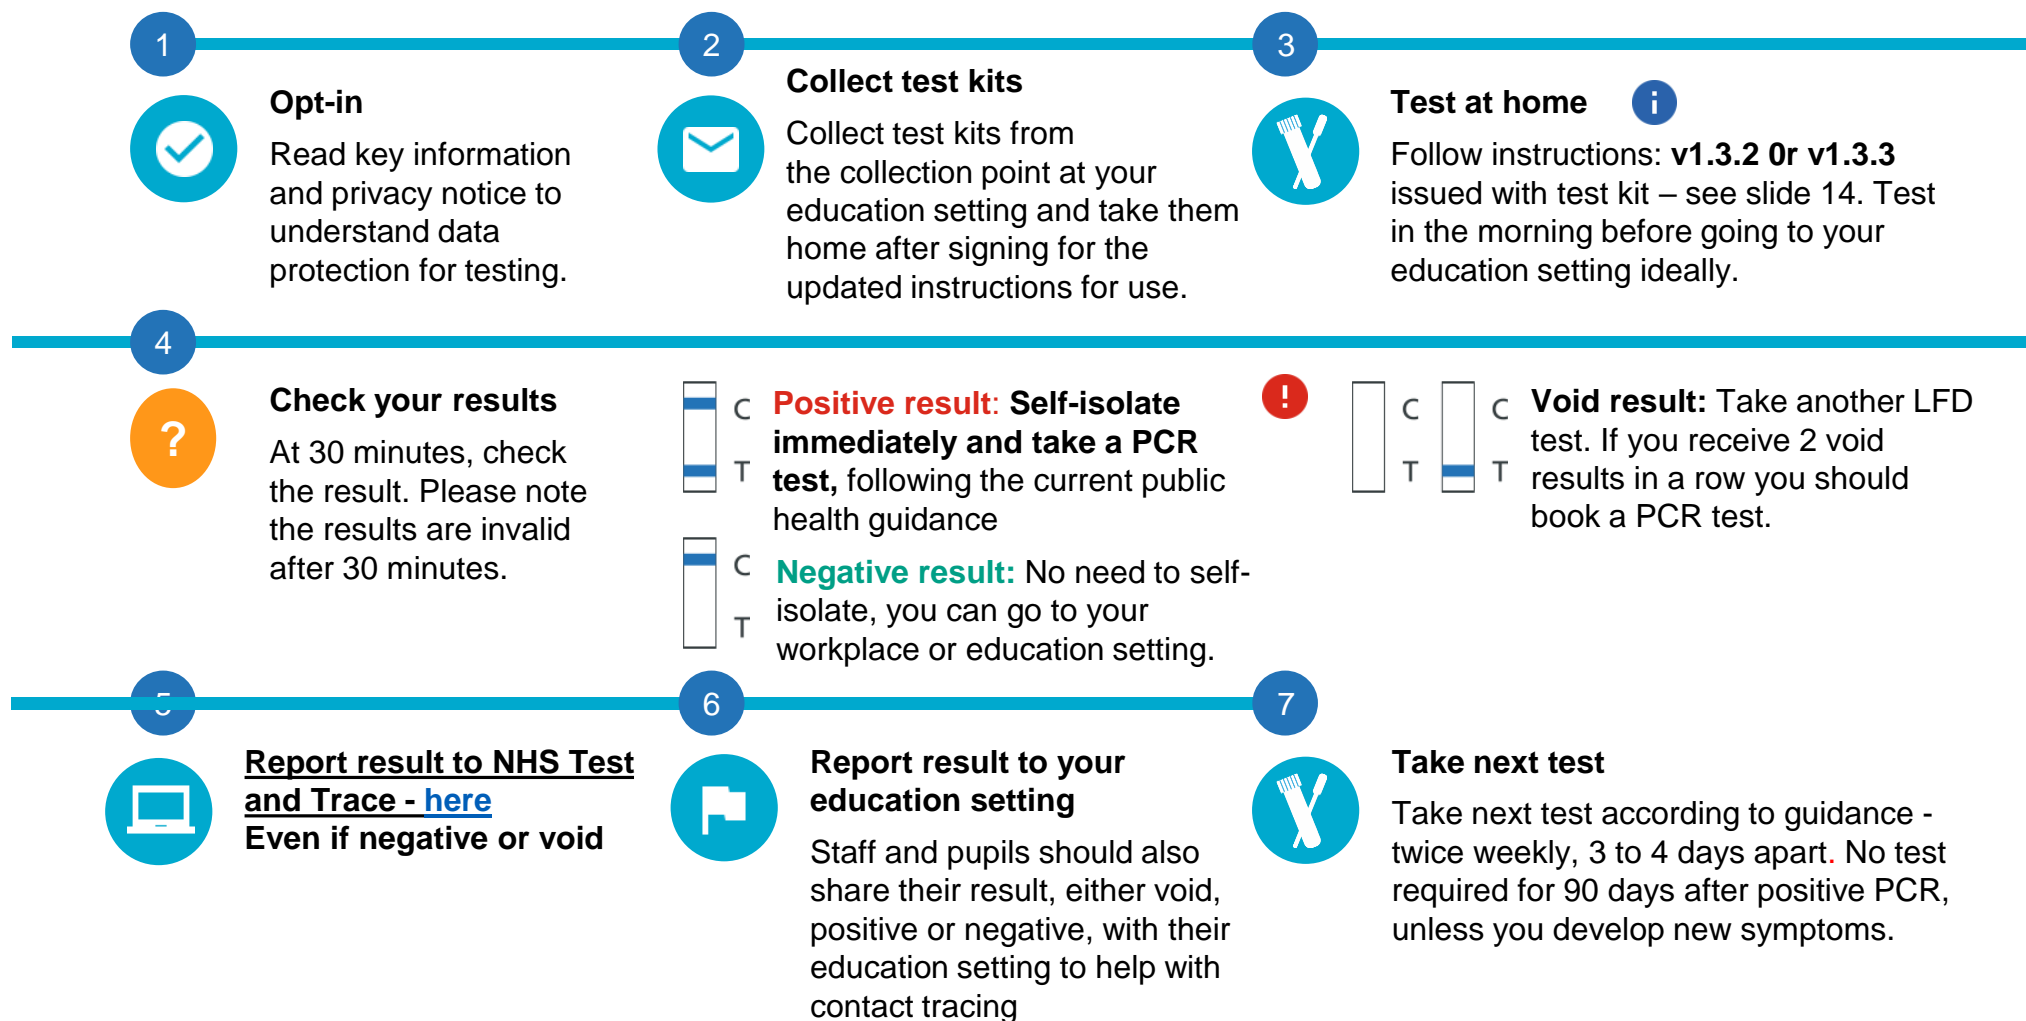 1
2
3
Opt-in
Read key information
and privacy notice to
understand data
protection for testing.
Collect test kits
Collect test kits from
the collection point at your
education setting and take them
home after signing for the
updated instructions for use.
Test at home i
Follow instructions: v1.3.2 0r v1.3.3
issued with test kit – see slide 14. Test
in the morning before going to your
education setting ideally.
4
?
Check your results
At 30 minutes, check
the result. Please note
the results are invalid
after 30 minutes.
C
T
Positive result: Self-isolate
immediately and take a PCR
test, following the current public
health guidance
C
T
Negative result: No need to self-
isolate, you can go to your
workplace or education setting.
!
C
T
C
T
Void result: Take another LFD
test. If you receive 2 void
results in a row you should
book a PCR test.
5
6
7
Report result to NHS Test
and Trace - here
Even if negative or void
Report result to your
education setting
Staff and pupils should also
share their result, either void,
positive or negative, with their
education setting to help with
contact tracing
Take next test
Take next test according to guidance -
twice weekly, 3 to 4 days apart. No test
required for 90 days after positive PCR,
unless you develop new symptoms.